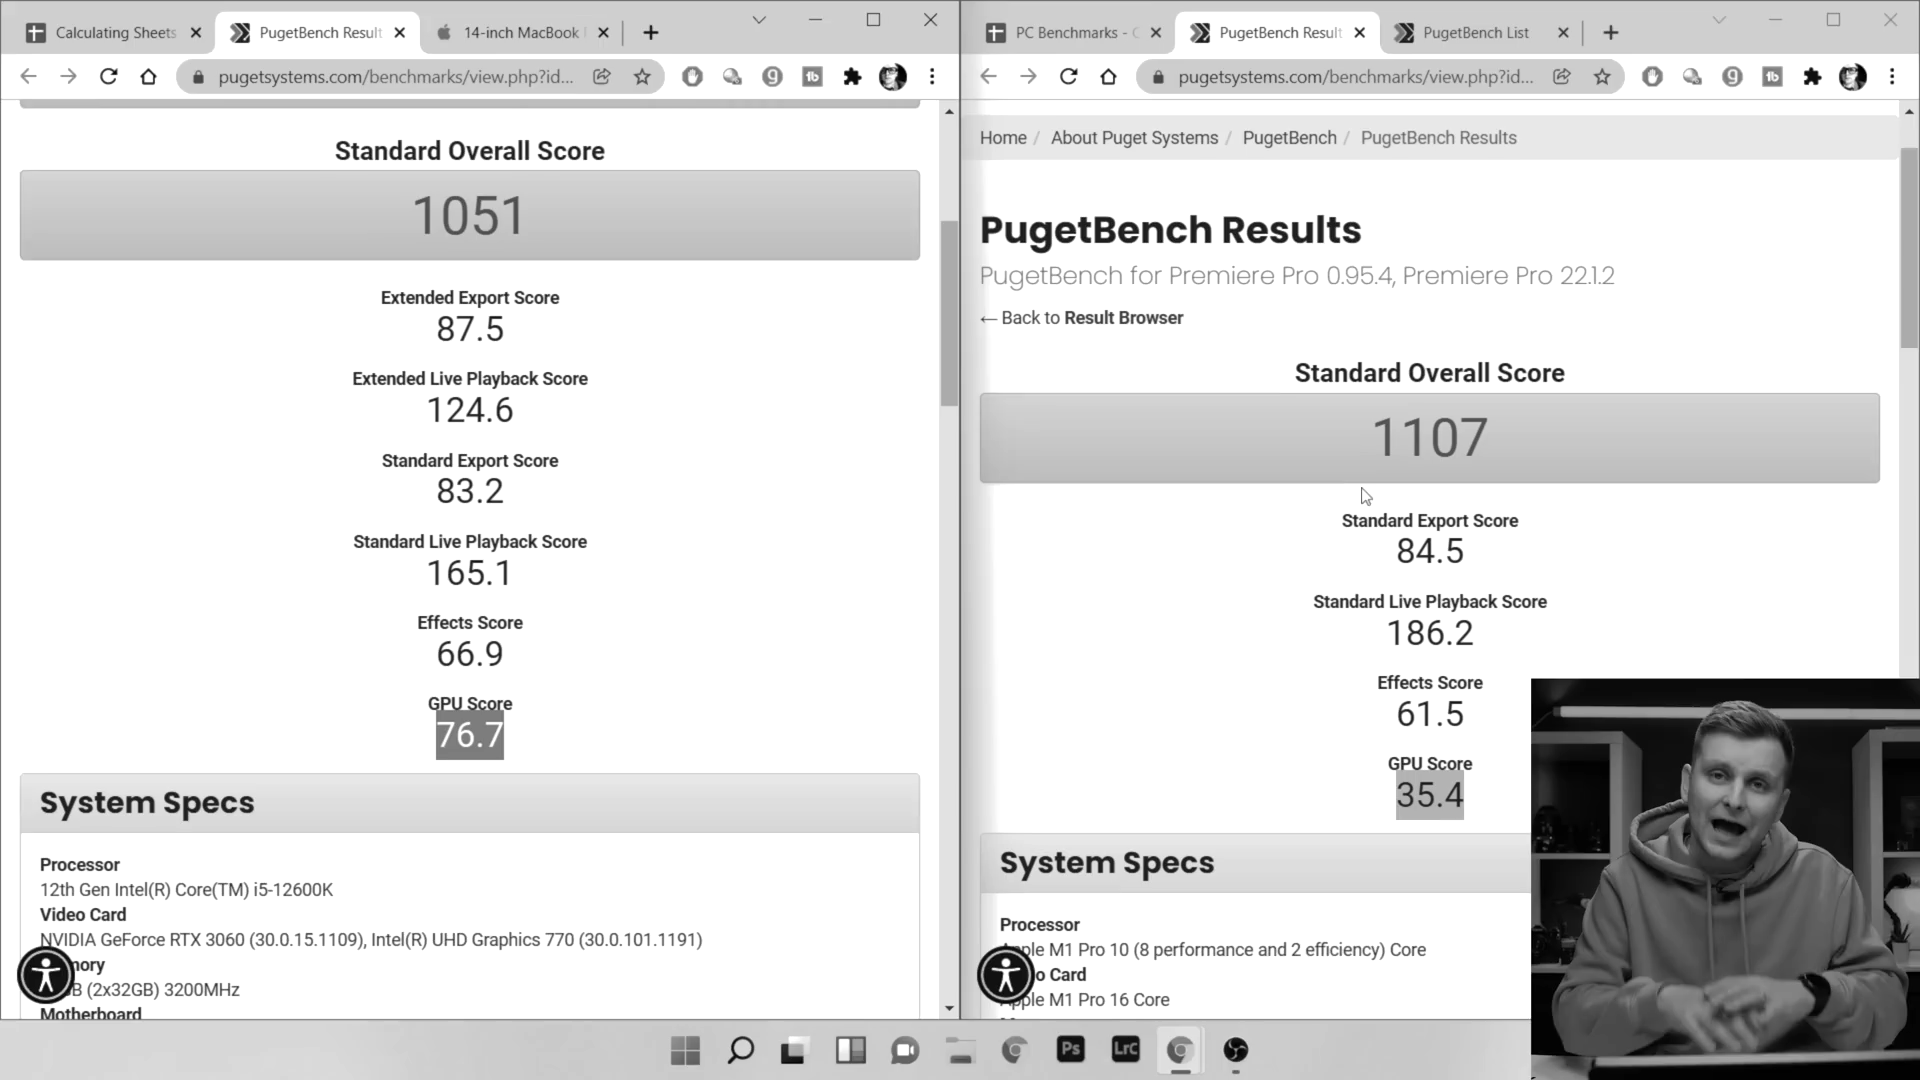 Calculating Sheets
PugetBench Result
14-inch MacBook
pugetsystems.com/benchmarks/view.php?id...
Standard Overall Score
1051
Extended Export Score
87.5
Extended Live Playback Score
124.6
Standard Export Score
83.2
Standard Live Playback Score
165.1
Effects Score
66.9
GPU Score
76.7
System Specs
Processor
12th Gen Intel(R) Core(TM) i5-12600K
Video Card
NVIDIA GeForce RTX 3060 (30.0.15.1109), Intel(R) UHD Graphics 770 (30.0.101.1191)
mory
B (2x32GB) 3200MHz
Motherboard
PC Benchmarks -
PugetBench Result
PugetBench List
pugetsystems.com/benchmarks/view.php?id...
Home / About Puget Systems / PugetBench / PugetBench Results
PugetBench Results
PugetBench for Premiere Pro 0.95.4, Premiere Pro 22.1.2
← Back to Result Browser
Standard Overall Score
1107
Standard Export Score
84.5
Standard Live Playback Score
186.2
Effects Score
61.5
GPU Score
35.4
System Specs
Processor
Apple M1 Pro 10 (8 performance and 2 efficiency) Core
o Card
Apple M1 Pro 16 Core
Ps
LrC